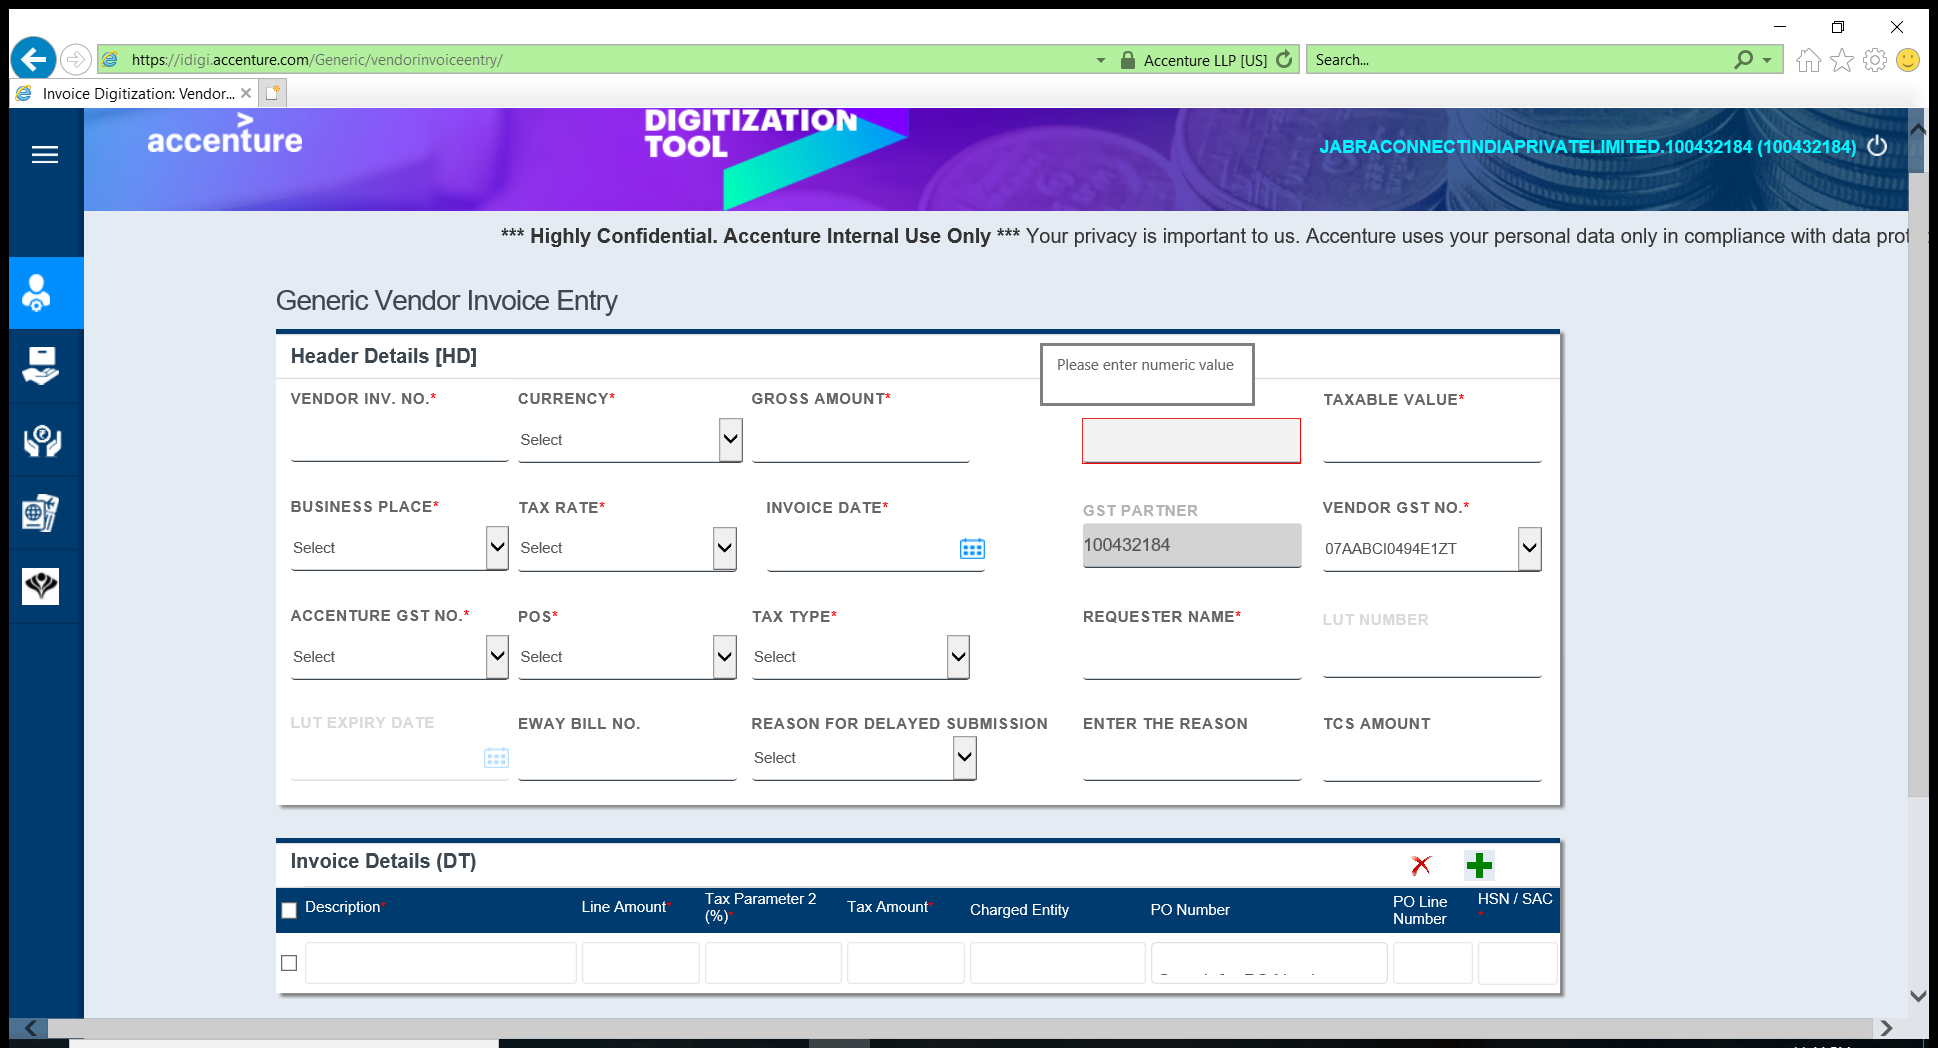 https://idigi.accenture.com/Generic/vendorinvoiceentry/
Accenture LLP [US]
Search...
Invoice Digitization: Vendor...
accenture
DIGITIZATION
TOOL
JABRACONNECTINDIAPRIVATELIMITED.100432184 (100432184)
*** Highly Confidential. Accenture Internal Use Only *** Your privacy is important to us. Accenture uses your personal data only in compliance with data prot
Generic Vendor Invoice Entry
Header Details [HD]
Please enter numeric value
VENDOR INV. NO.*
CURRENCY*
GROSS AMOUNT*
TAXABLE VALUE*
Select
BUSINESS PLACE*
TAX RATE*
INVOICE DATE*
GST PARTNER
VENDOR GST NO.*
Select
Select
100432184
07AABCI0494E1ZT
ACCENTURE GST NO.*
POS*
TAX TYPE*
REQUESTER NAME*
LUT NUMBER
Select
Select
Select
LUT EXPIRY DATE
EWAY BILL NO.
REASON FOR DELAYED SUBMISSION
ENTER THE REASON
TCS AMOUNT
Select
Invoice Details (DT)
Description*
Line Amount*
Tax Parameter 2
(%)*
Tax Amount*
Charged Entity
PO Number
PO Line
Number
HSN / SAC
*